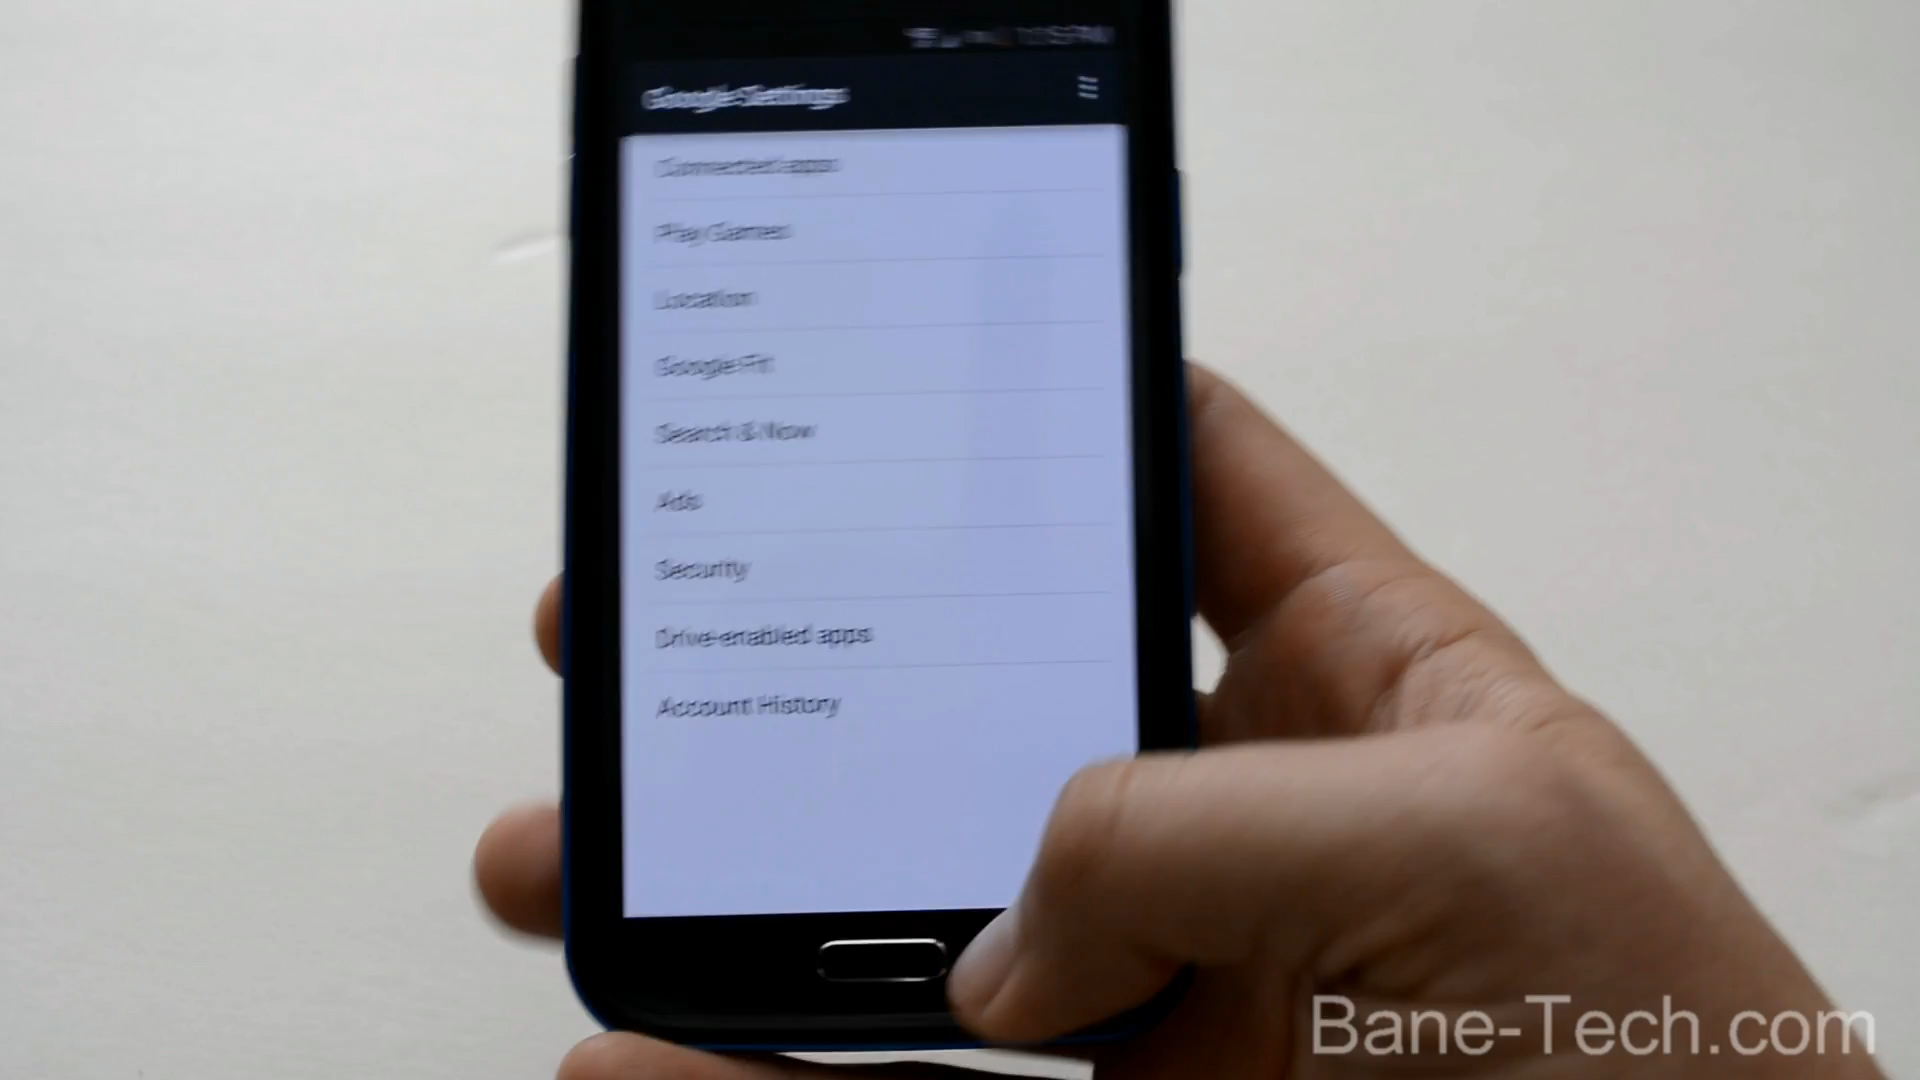 Google Settings
Connected apps
Play Games
Location
Google Fit
Search & Now
Ads
Security
Drive-enabled apps
Account History
Bane-Tech.com